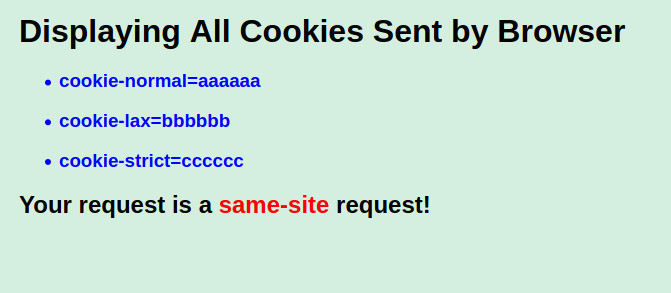 Displaying All Cookies Sent by Browser
• cookie-normal=aaaaaa
• cookie-lax=bbbbbb
• cookie-strict=cccccc
Your request is a same-site request!